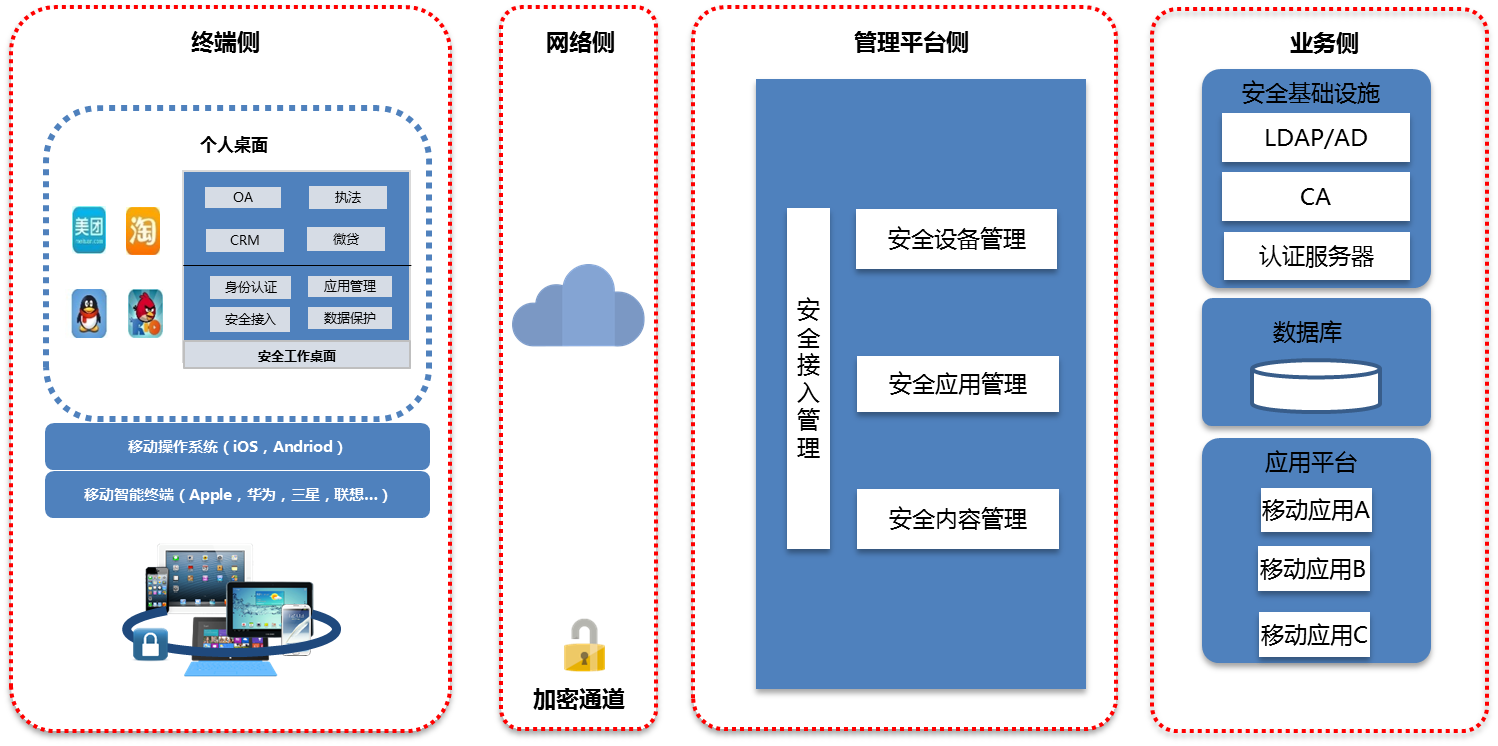 终端侧
个人桌面
美团
meituan.com
淘
OA
执法
CRM
微贷
身份认证
应用管理
安全接入
数据保护
安全工作桌面
RIO
移动操作系统（iOS，Andriod）
移动智能终端（Apple，华为，三星，联想...）
网络侧
加密通道
管理平台侧
安全接入管理
安全设备管理
安全应用管理
安全内容管理
业务侧
安全基础设施
LDAP/AD
CA
认证服务器
数据库
应用平台
移动应用A
移动应用B
移动应用C